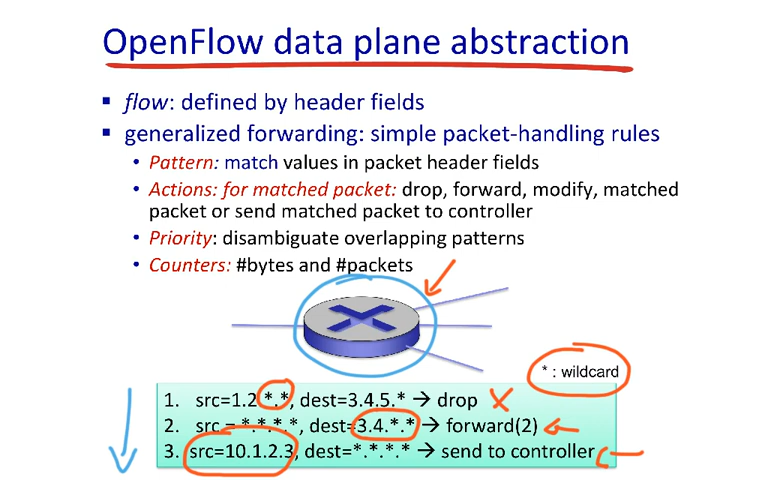 OpenFlow data plane abstraction
▪ flow: defined by header fields
▪ generalized forwarding: simple packet-handling rules
• Pattern: match values in packet header fields
• Actions: for matched packet: drop, forward, modify, matched
packet or send matched packet to controller
• Priority: disambiguate overlapping patterns
• Counters: #bytes and #packets
* : wildcard
1. src=1.2.*.*, dest=3.4.5.* → drop
2. src = *.*.*.*, dest=3.4.*.* → forward(2)
3. src=10.1.2.3, dest=*.*.*.* → send to controller